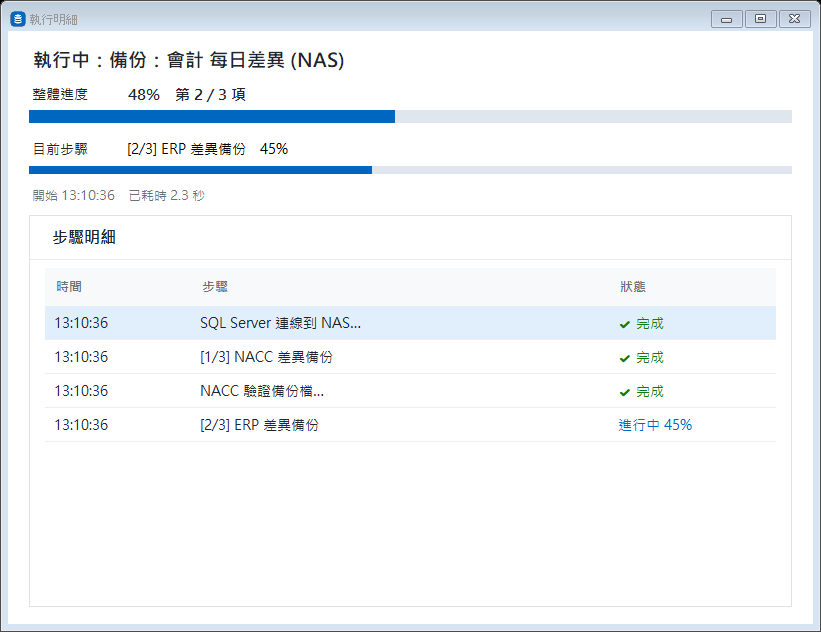 執行明細
執行中：備份：會計 每日差異 (NAS)
整體進度 48% 第 2 / 3 項
目前步驟 [2/3] ERP 差異備份 45%
開始 13:10:36 已耗時 2.3 秒
步驟明細
時間 步驟 狀態
13:10:36 SQL Server 連線到 NAS... ✔ 完成
13:10:36 [1/3] NACC 差異備份 ✔ 完成
13:10:36 NACC 驗證備份檔... ✔ 完成
13:10:36 [2/3] ERP 差異備份 進行中 45%